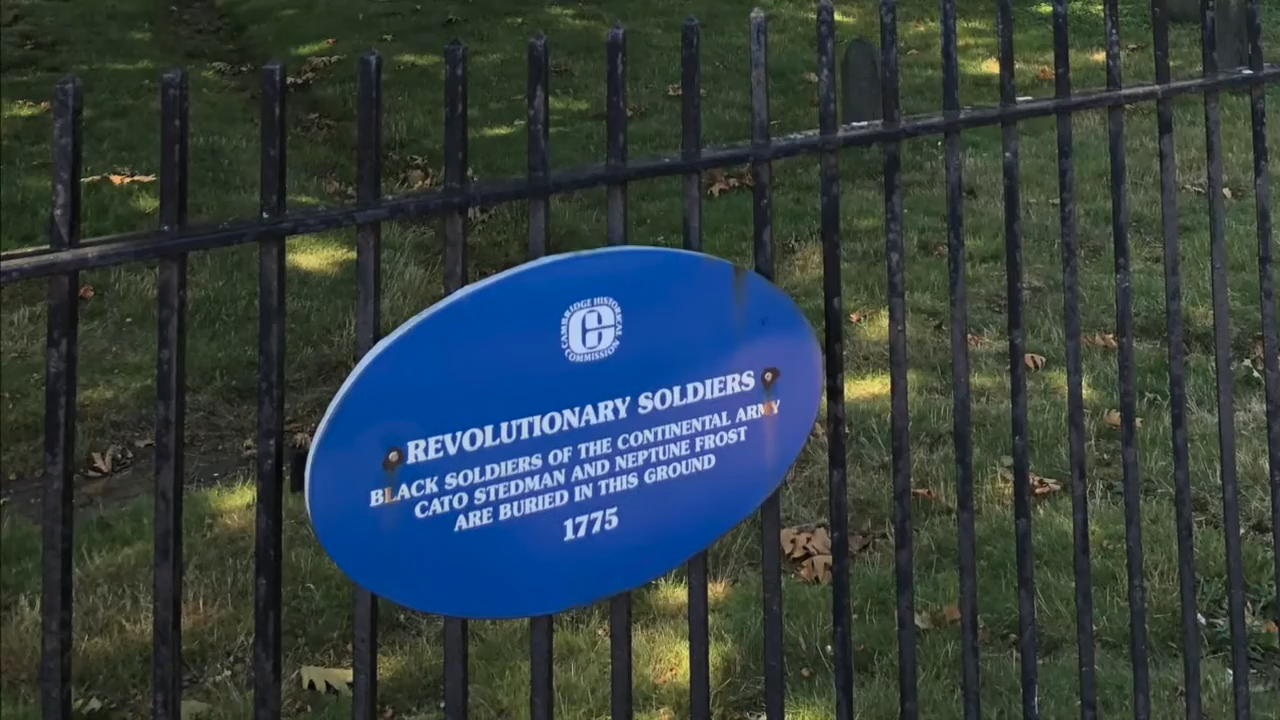 CAMBRIDGE HISTORICAL
C
COMMISSION
REVOLUTIONARY SOLDIERS
BLACK SOLDIERS OF THE CONTINENTAL ARMY
CATO STEDMAN AND NEPTUNE FROST
ARE BURIED IN THIS GROUND
1775